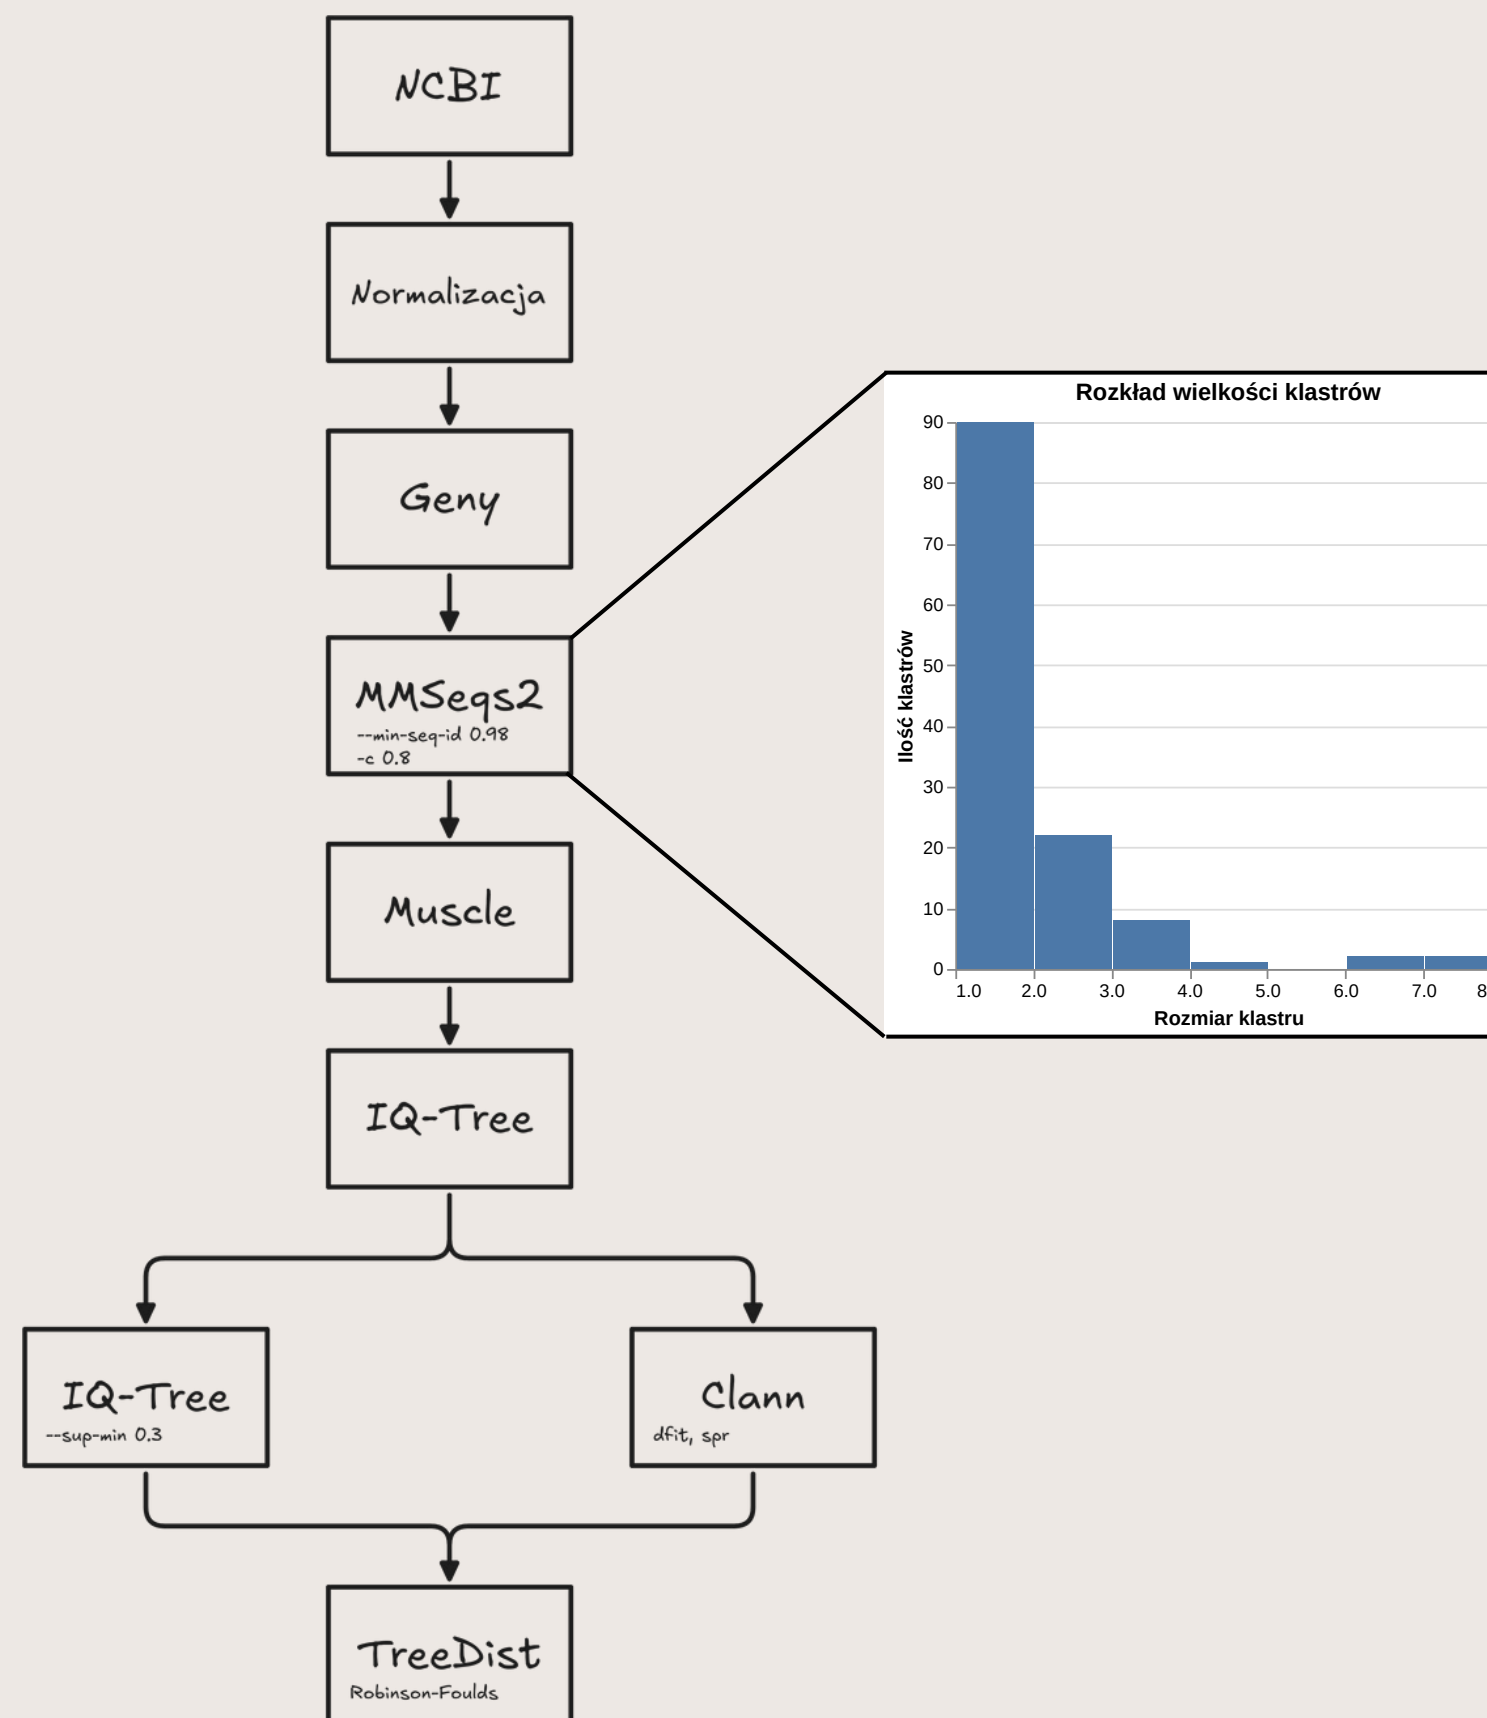 NCBI
Normalizacja
Geny
MMSeqs2
--min-seq-id 0.98
-c 0.8
Muscle
IQ-Tree
IQ-Tree
--sup-min 0.3
Clann
dfit, spr
TreeDist
Robinson-Foulds
Rozkład wielkości klastrów
Ilość klastrów
90
80
70
60
50
40
30
20
10
0
1.0 2.0 3.0 4.0 5.0 6.0 7.0 8
Rozmiar klastru